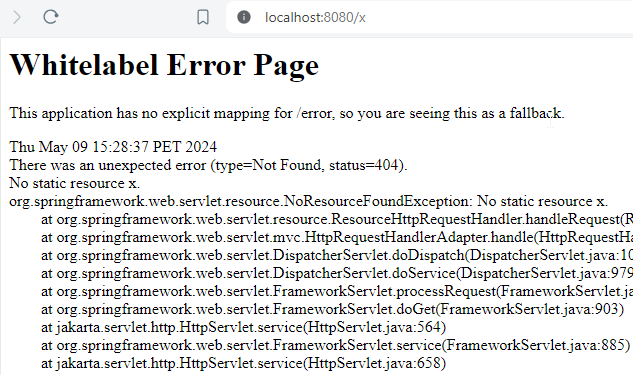 localhost:8080/x
Whitelabel Error Page
This application has no explicit mapping for /error, so you are seeing this as a fallback.
Thu May 09 15:28:37 PET 2024
There was an unexpected error (type=Not Found, status=404).
No static resource x.
org.springframework.web.servlet.resource.NoResourceFoundException: No static resource x.
at org.springframework.web.servlet.resource.ResourceHttpRequestHandler.handleRequest(R
at org.springframework.web.servlet.mvc.HttpRequestHandlerAdapter.handle(HttpRequestHa
at org.springframework.web.servlet.DispatcherServlet.doDispatch(DispatcherServlet.java:10
at org.springframework.web.servlet.DispatcherServlet.doService(DispatcherServlet.java:979
at org.springframework.web.servlet.FrameworkServlet.processRequest(FrameworkServlet.ja
at org.springframework.web.servlet.FrameworkServlet.doGet(FrameworkServlet.java:903)
at jakarta.servlet.http.HttpServlet.service(HttpServlet.java:564)
at org.springframework.web.servlet.FrameworkServlet.service(FrameworkServlet.java:885)
at jakarta.servlet.http.HttpServlet.service(HttpServlet.java:658)